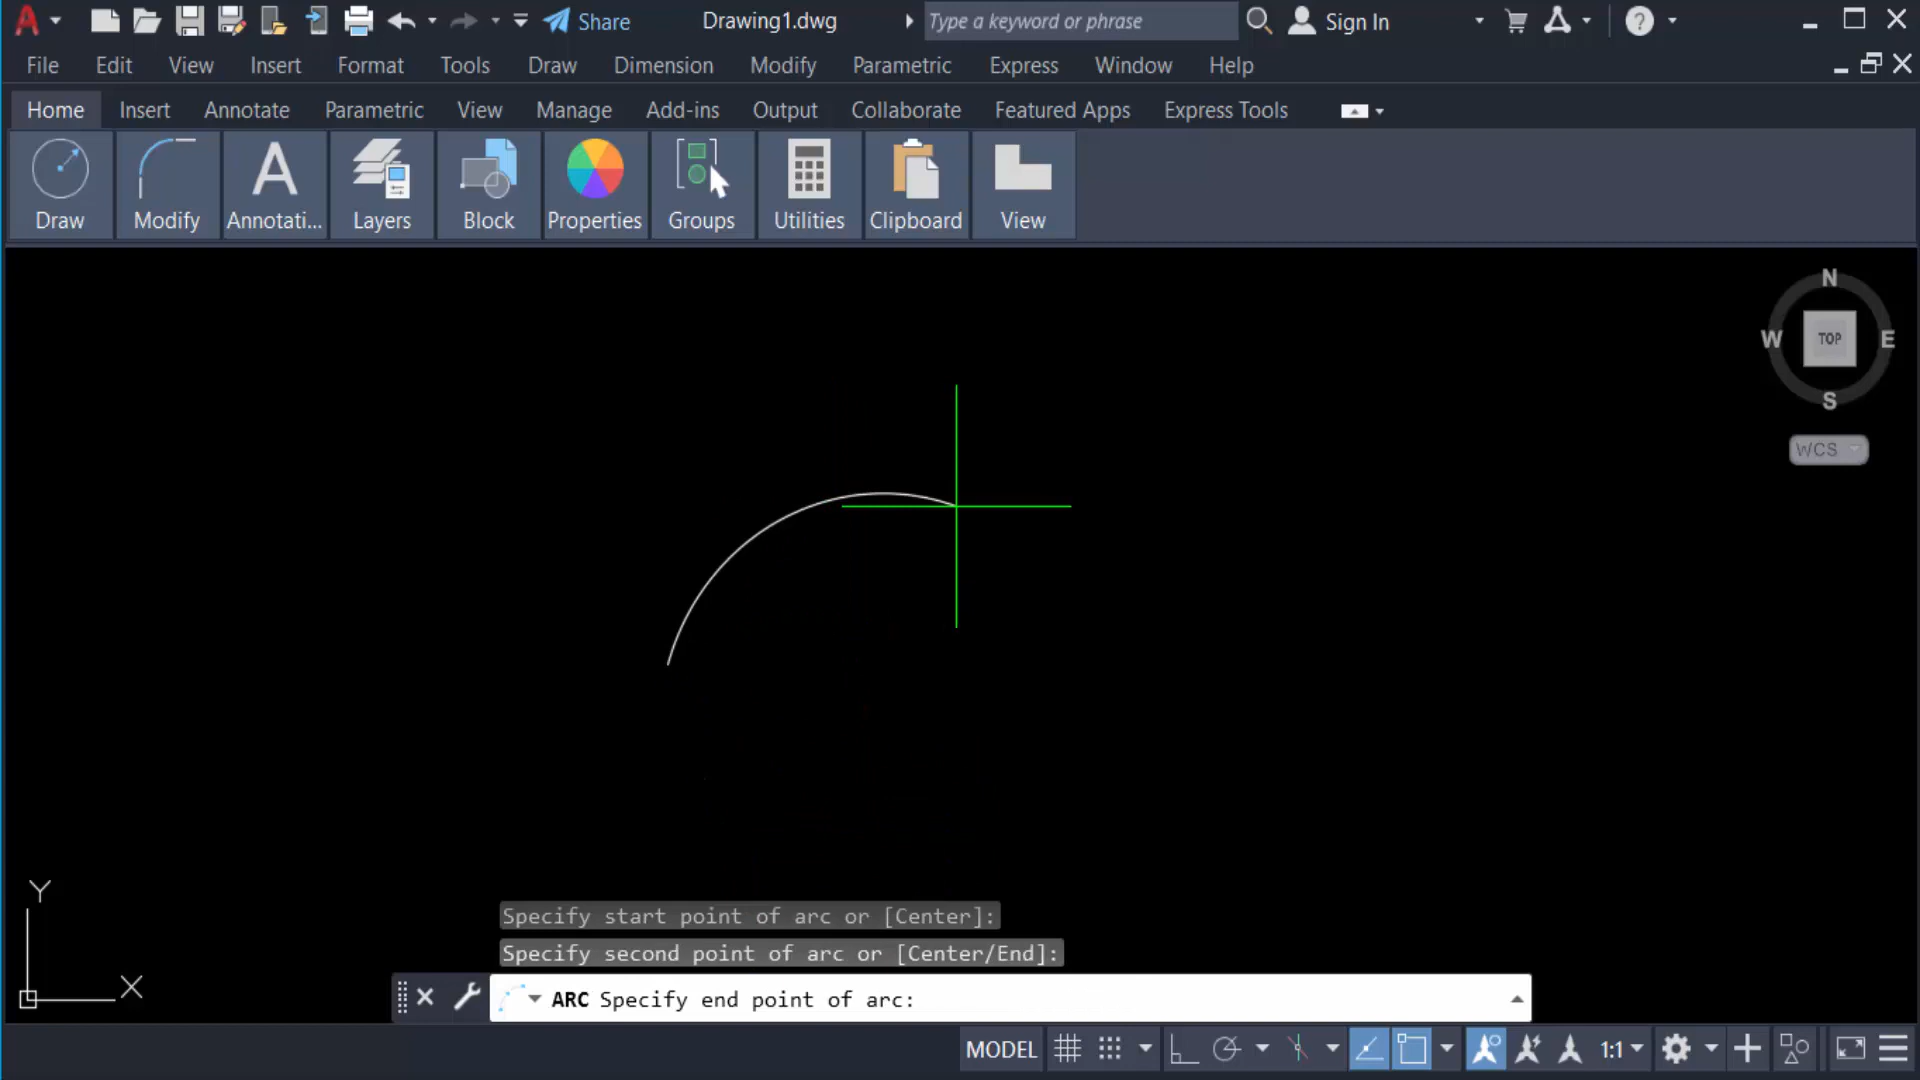 Share Drawing1.dwg Type a keyword or phrase Sign In
File Edit View Insert Format Tools Draw Dimension Modify Parametric Express Window Help
Home Insert Annotate Parametric View Manage Add-ins Output Collaborate Featured Apps Express Tools
Draw Modify Annotati... Layers Block Properties Groups Utilities Clipboard View
N
W TOP E
S
WCS
Y
X
Specify start point of arc or [Center]:
Specify second point of arc or [Center/End]:
ARC Specify end point of arc:
MODEL 1:1